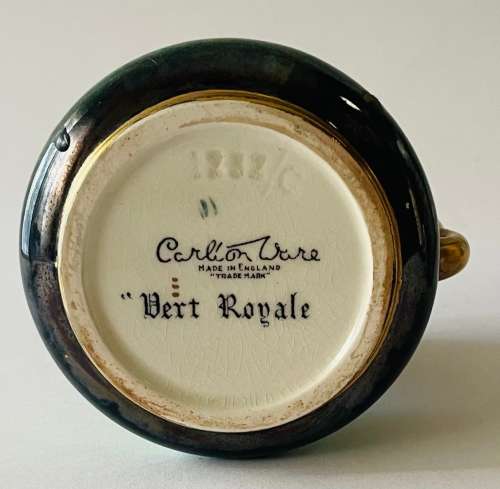 1232/C
Carlton Ware
MADE IN ENGLAND
"TRADE MARK"
"Vert Royale